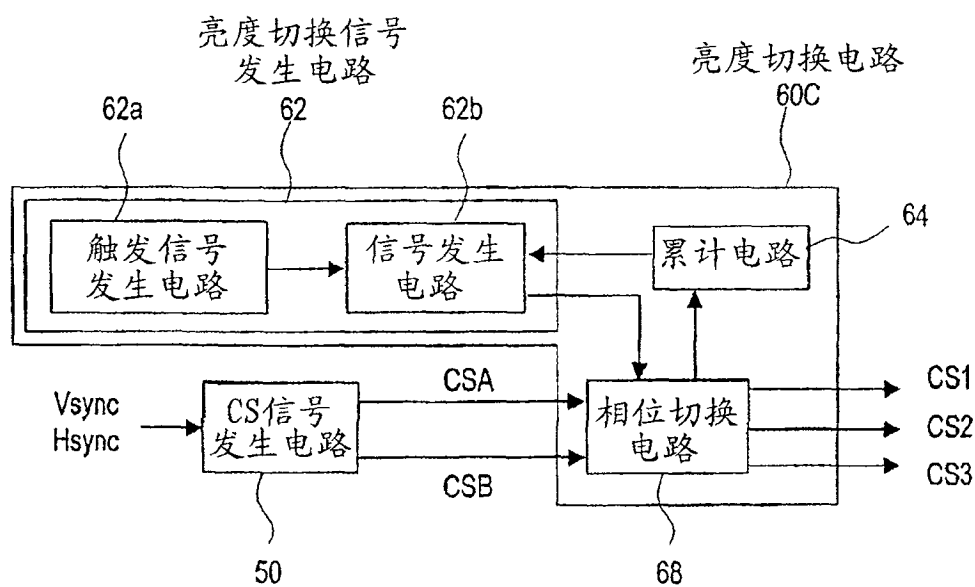 亮度切换信号
发生电路
亮度切换电路
62a
62
62b
60C
触发信号
发生电路
信号发生
电路
累计电路
64
Vsync
Hsync
CS信号
发生电路
CSA
CSB
相位切换
电路
CS1
CS2
CS3
50
68